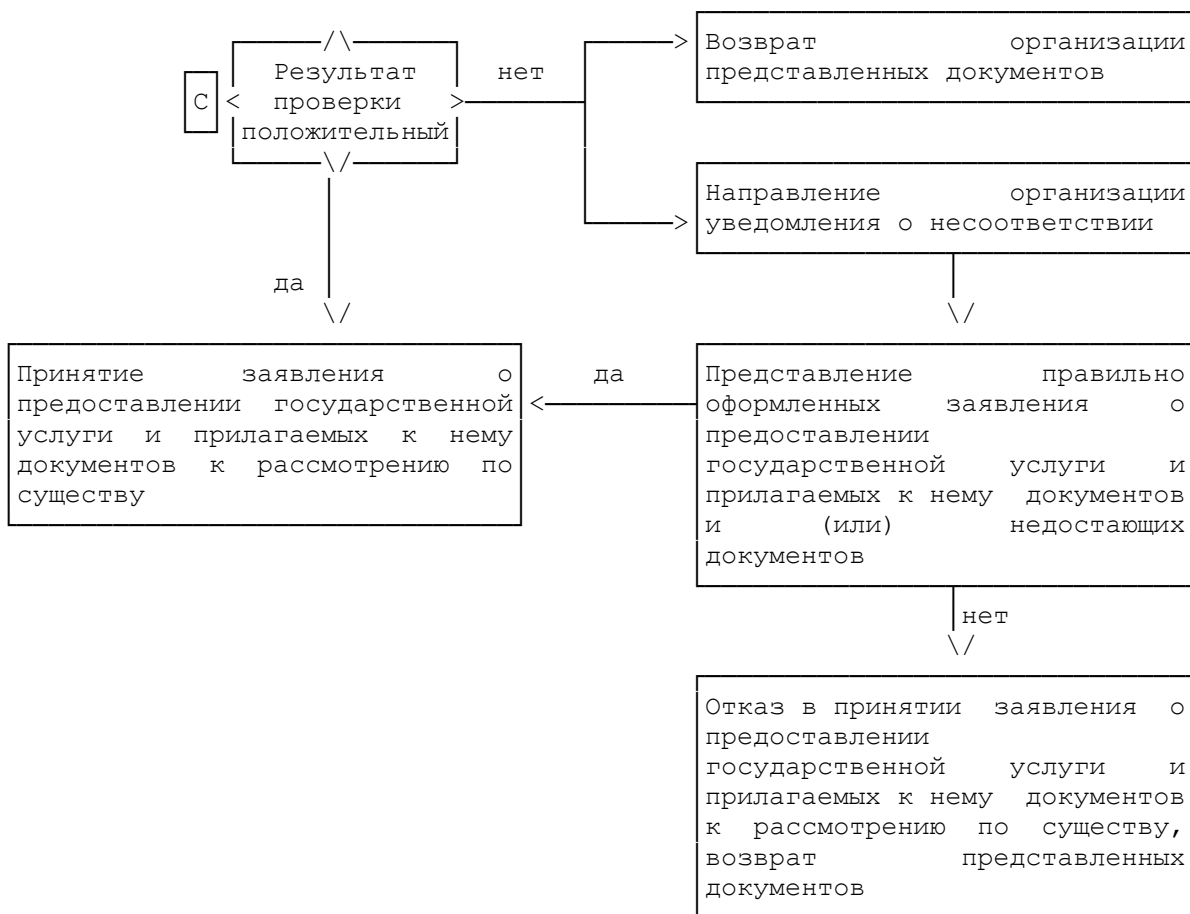 Результат
проверки
положительный
С
нет
Возврат организации
представленных документов
Направление организации
уведомления о несоответствии
да
Принятие заявления о
предоставлении государственной
услуги и прилагаемых к нему
документов к рассмотрению по
существу
да
Представление правильно
оформленных заявления о
предоставлении
государственной услуги и
прилагаемых к нему документов
и (или) недостающих
документов
нет
Отказ в принятии заявления о
предоставлении
государственной услуги и
прилагаемых к нему документов
к рассмотрению по существу,
возврат представленных
документов